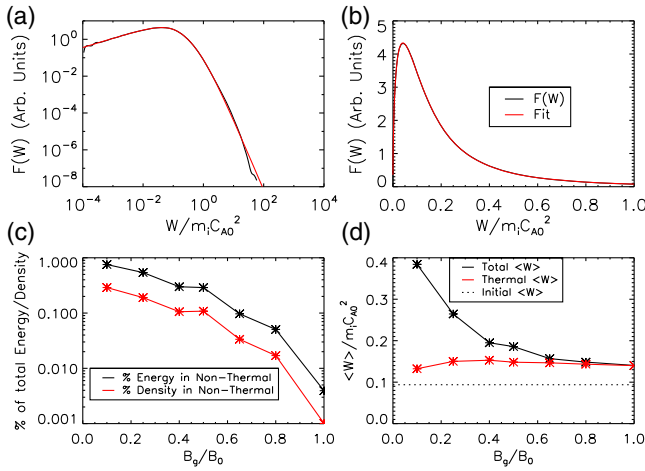 (a)
F(W) (Arb. Units)
10^0
10^-2
10^-4
10^-6
10^-8
10^-4 10^-2 10^0 10^2 10^4
W/m_iC_A0^2
(b)
F(W) (Arb. Units)
5
4
3
2
1
0
F(W)
Fit
0.0 0.2 0.4 0.6 0.8 1.0
W/m_iC_A0^2
(c)
% of total Energy/Density
1.000
0.100
0.010
0.001
% Energy in Non-Thermal
% Density in Non-Thermal
0.0 0.2 0.4 0.6 0.8 1.0
B_g/B_0
(d)
<W>/m_iC_A0^2
0.4
0.3
0.2
0.1
0.0
Total <W>
Thermal <W>
Initial <W>
0.0 0.2 0.4 0.6 0.8 1.0
B_g/B_0